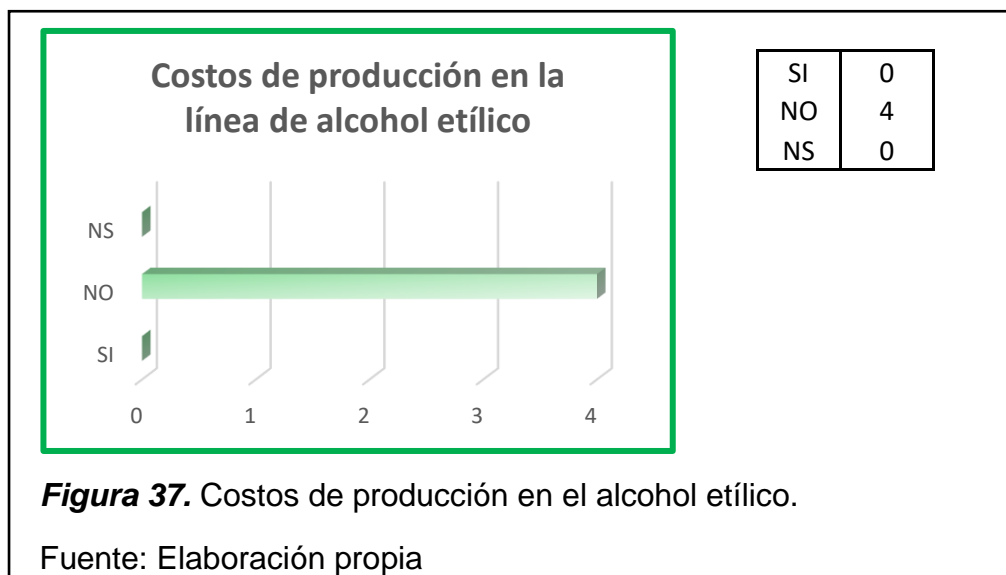 Costos de producción en la
línea de alcohol etílico
NS
NO
SI
0 1 2 3 4
SI 0
NO 4
NS 0
Figura 37. Costos de producción en el alcohol etílico.
Fuente: Elaboración propia